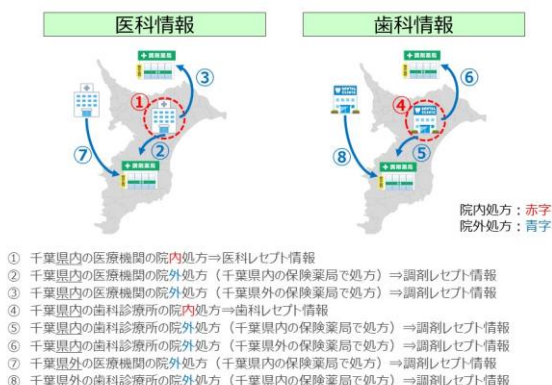 医科情報
歯科情報
調剤薬局
③
①
②
⑦
調剤薬局
調剤薬局
⑥
DENTAL CLINIC
④
⑤
⑧
調剤薬局
院内処方：赤字
院外処方：青字
① 千葉県内の医療機関の院内処方⇒医科レセプト情報
② 千葉県内の医療機関の院外処方（千葉県内の保険薬局で処方）⇒調剤レセプト情報
③ 千葉県内の医療機関の院外処方（千葉県外の保険薬局で処方）⇒調剤レセプト情報
④ 千葉県内の歯科診療所の院内処方⇒歯科レセプト情報
⑤ 千葉県内の歯科診療所の院外処方（千葉県内の保険薬局で処方）⇒調剤レセプト情報
⑥ 千葉県内の歯科診療所の院外処方（千葉県外の保険薬局で処方）⇒調剤レセプト情報
⑦ 千葉県外の医療機関の院外処方（千葉県内の保険薬局で処方）⇒調剤レセプト情報
⑧ 千葉県外の歯科診療所の院外処方（千葉県内の保険薬局で処方）⇒調剤レセプト情報